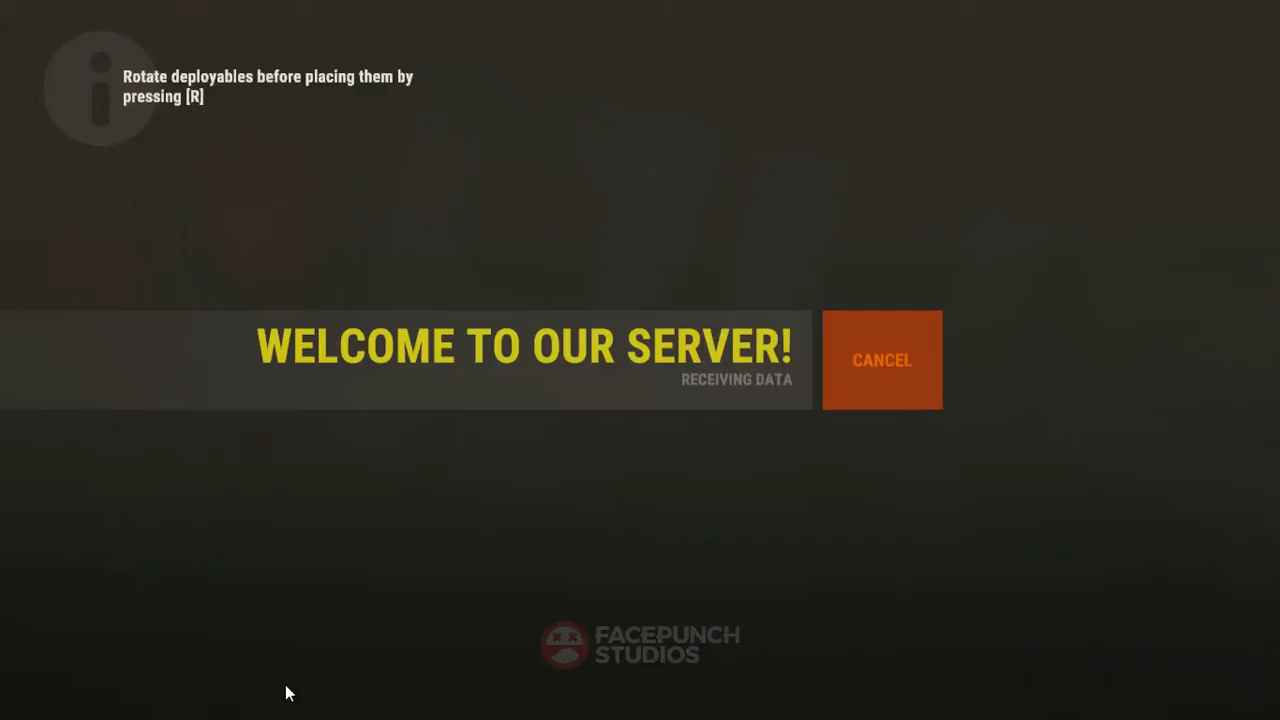 Rotate deployables before placing them by
pressing [R]
WELCOME TO OUR SERVER!
RECEIVING DATA
CANCEL
FACEPUNCH
STUDIOS